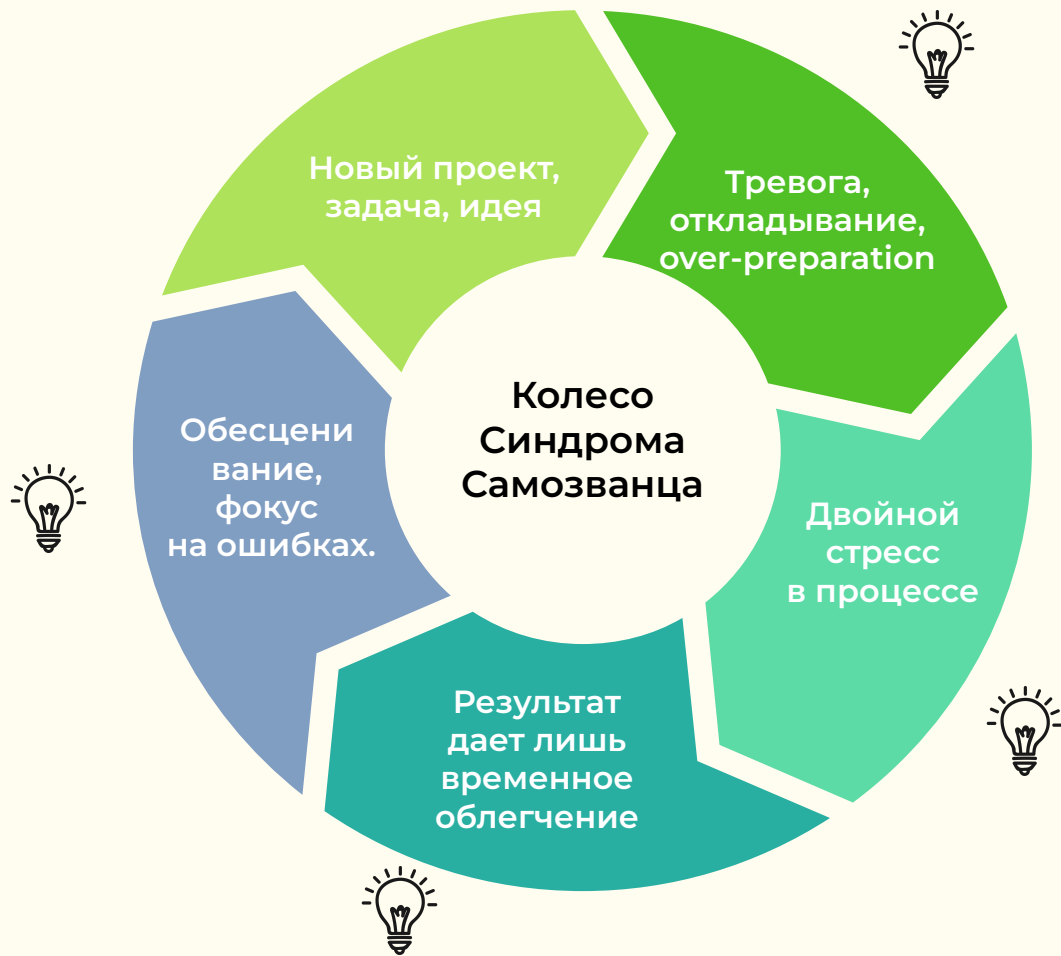 Новый проект,
задача, идея
Тревога,
откладывание,
over-preparation
Двойной
стресс
в процессе
Результат
дает лишь
временное
облегчение
Обесцени
вание,
фокус
на ошибках.
Колесо
Синдрома
Самозванца